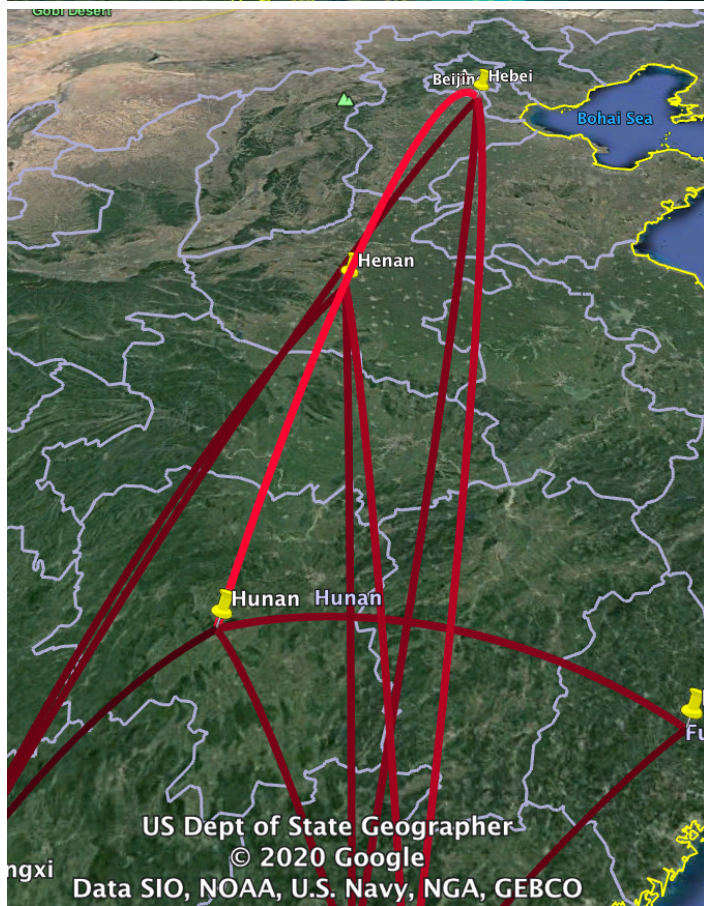 Gobi Desert
Beijing Hebei
Bohai Sea
Henan
Hunan Hunan
Fu
US Dept of State Geographer
ngxi
© 2020 Google
Data SIO, NOAA, U.S. Navy, NGA, GEBCO